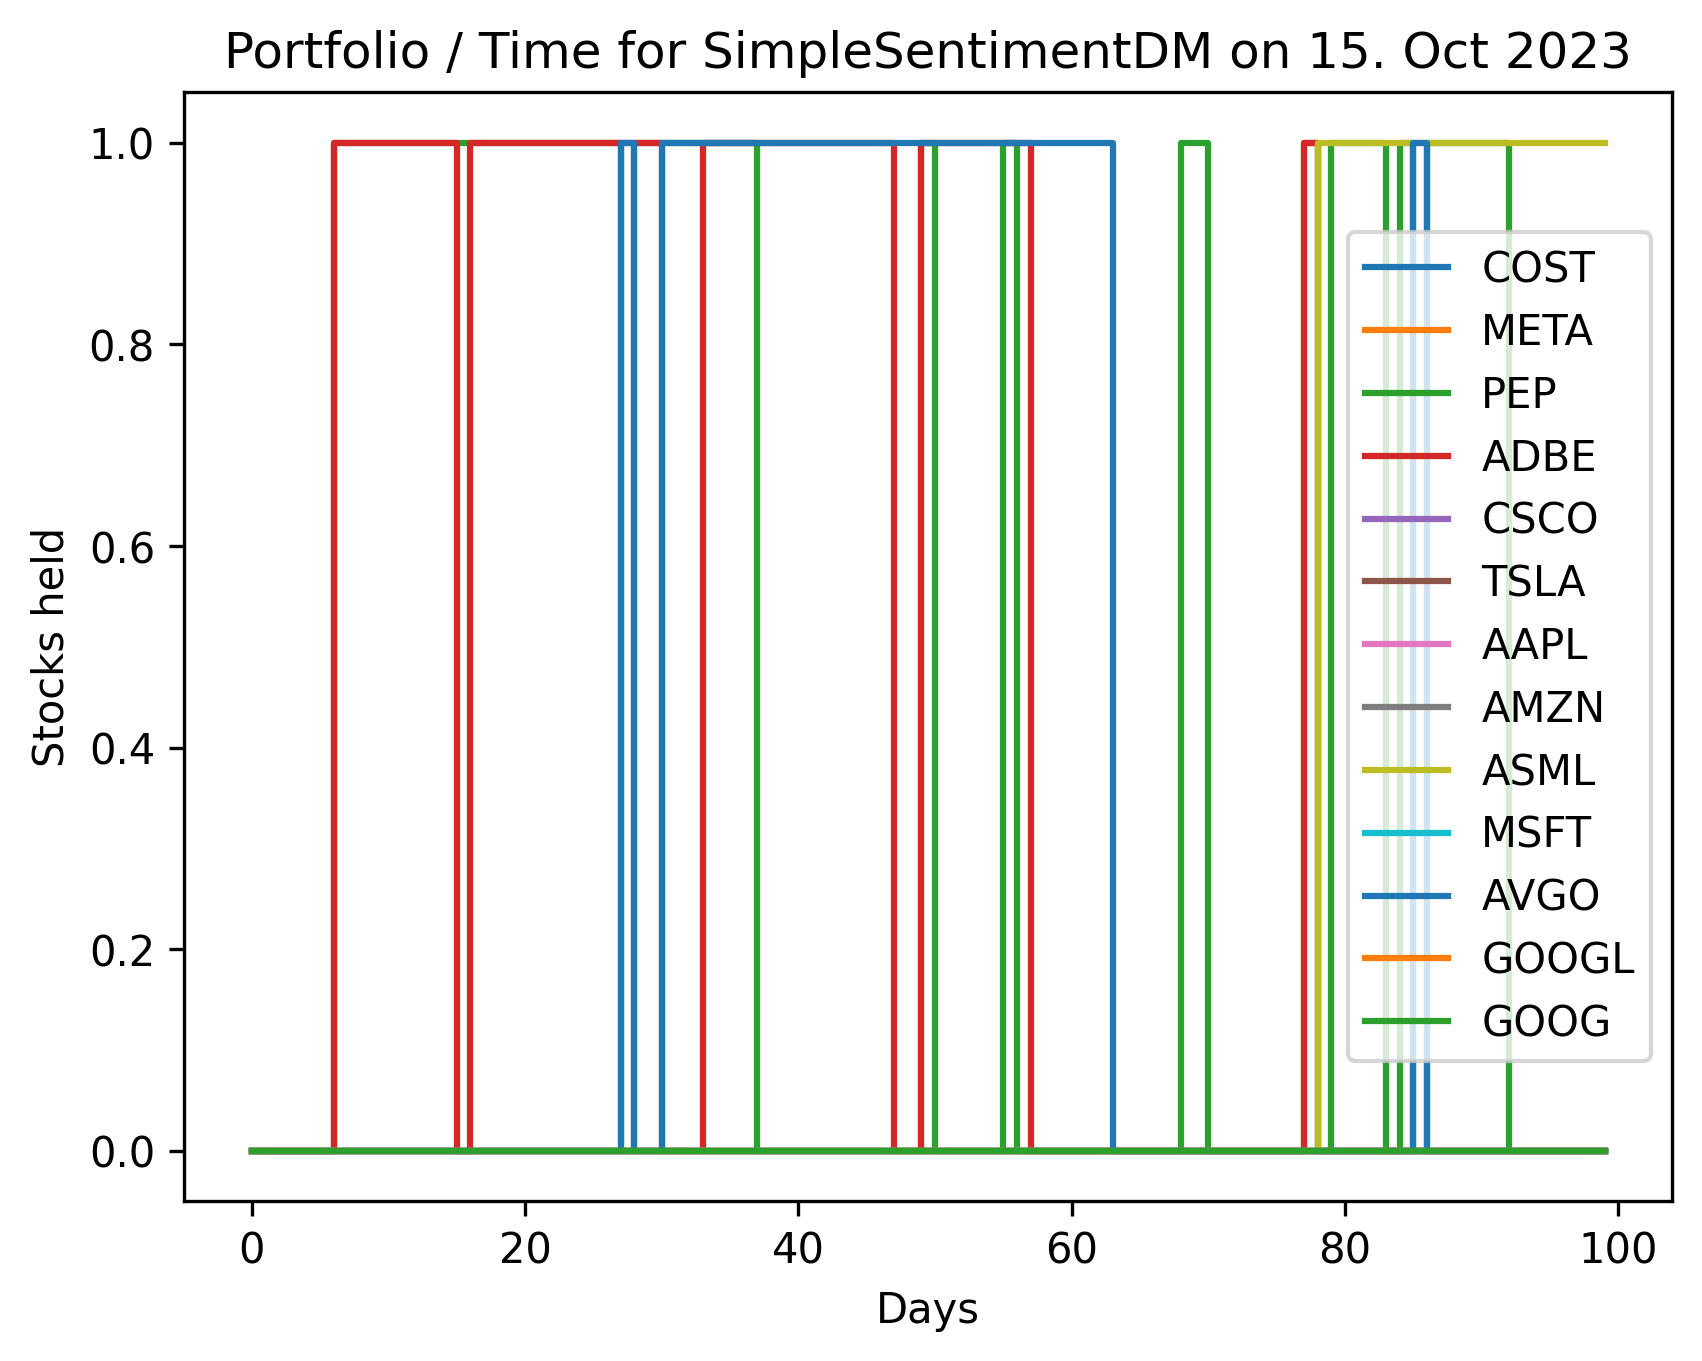 Portfolio / Time for SimpleSentimentDM on 15. Oct 2023
1.0
0.8
0.6
0.4
0.2
0.0
Stocks held
COST
META
PEP
ADBE
CSCO
TSLA
AAPL
AMZN
ASML
MSFT
AVGO
GOOGL
GOOG
0 20 40 60 80 100
Days